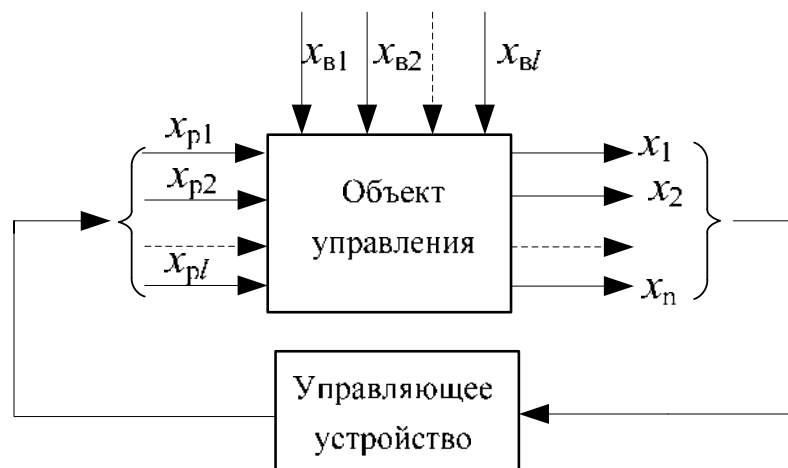 xв1 xв2 xвl
xр1
xр2
xрl
Объект
управления
x1
x2
xn
Управляющее
устройство